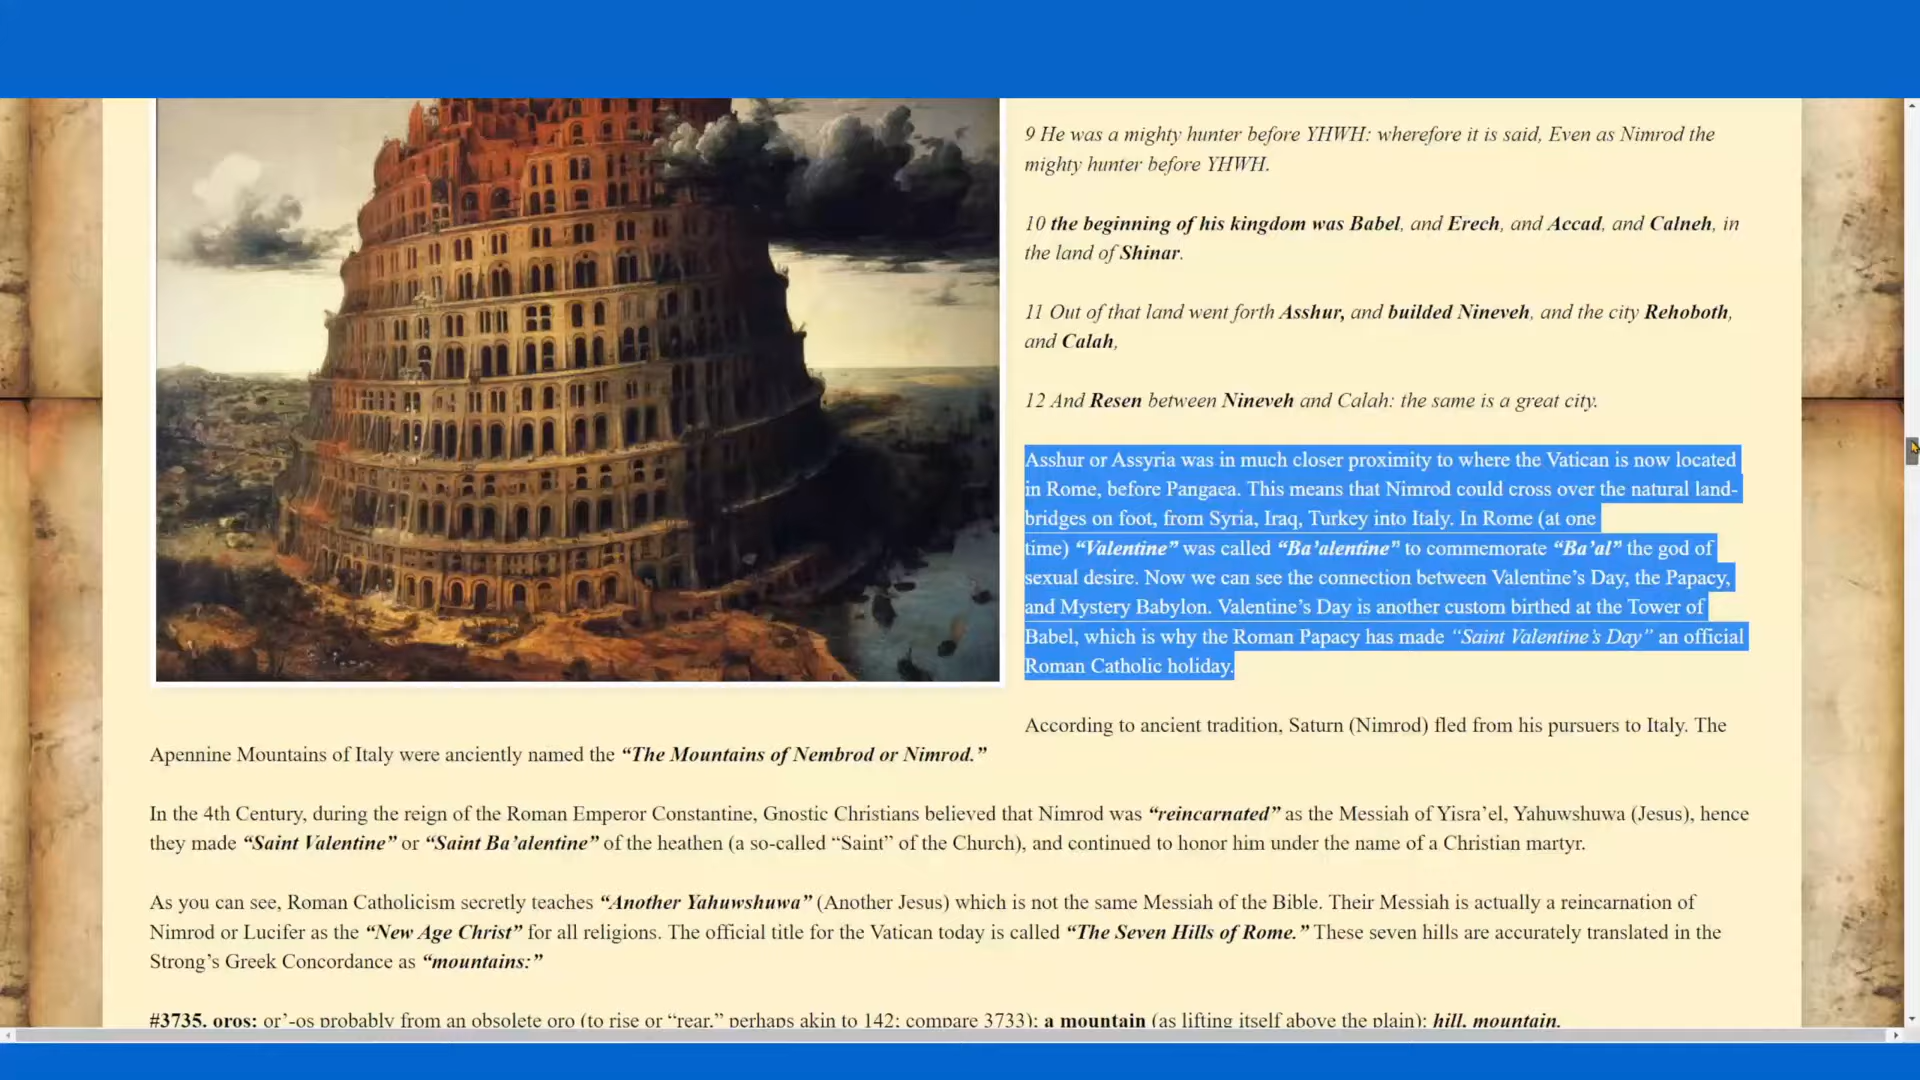 9 He was a mighty hunter before YHWH: wherefore it is said, Even as Nimrod the
mighty hunter before YHWH.
10 the beginning of his kingdom was Babel, and Erech, and Accad, and Calneh, in
the land of Shinar.
11 Out of that land went forth Asshur, and builded Nineveh, and the city Rehoboth,
and Calah,
12 And Resen between Nineveh and Calah: the same is a great city.
Asshur or Assyria was in much closer proximity to where the Vatican is now located
in Rome, before Pangaea. This means that Nimrod could cross over the natural land-
bridges on foot, from Syria, Iraq, Turkey into Italy. In Rome (at one
time) “Valentine” was called “Ba’alentine” to commemorate “Ba’al” the god of
sexual desire. Now we can see the connection between Valentine’s Day, the Papacy,
and Mystery Babylon. Valentine’s Day is another custom birthed at the Tower of
Babel, which is why the Roman Papacy has made “Saint Valentine’s Day” an official
Roman Catholic holiday.
According to ancient tradition, Saturn (Nimrod) fled from his pursuers to Italy. The
Apennine Mountains of Italy were anciently named the “The Mountains of Nembrod or Nimrod.”
In the 4th Century, during the reign of the Roman Emperor Constantine, Gnostic Christians believed that Nimrod was “reincarnated” as the Messiah of Yisra’el, Yahuwshuwa (Jesus), hence
they made “Saint Valentine” or “Saint Ba’alentine” of the heathen (a so-called “Saint” of the Church), and continued to honor him under the name of a Christian martyr.
As you can see, Roman Catholicism secretly teaches “Another Yahuwshuwa” (Another Jesus) which is not the same Messiah of the Bible. Their Messiah is actually a reincarnation of
Nimrod or Lucifer as the “New Age Christ” for all religions. The official title for the Vatican today is called “The Seven Hills of Rome.” These seven hills are accurately translated in the
Strong’s Greek Concordance as “mountains:”
#3735. oros: or’-os probably from an obsolete oro (to rise or “rear,” perhaps akin to 142; compare 3733); a mountain (as lifting itself above the plain): hill, mountain.